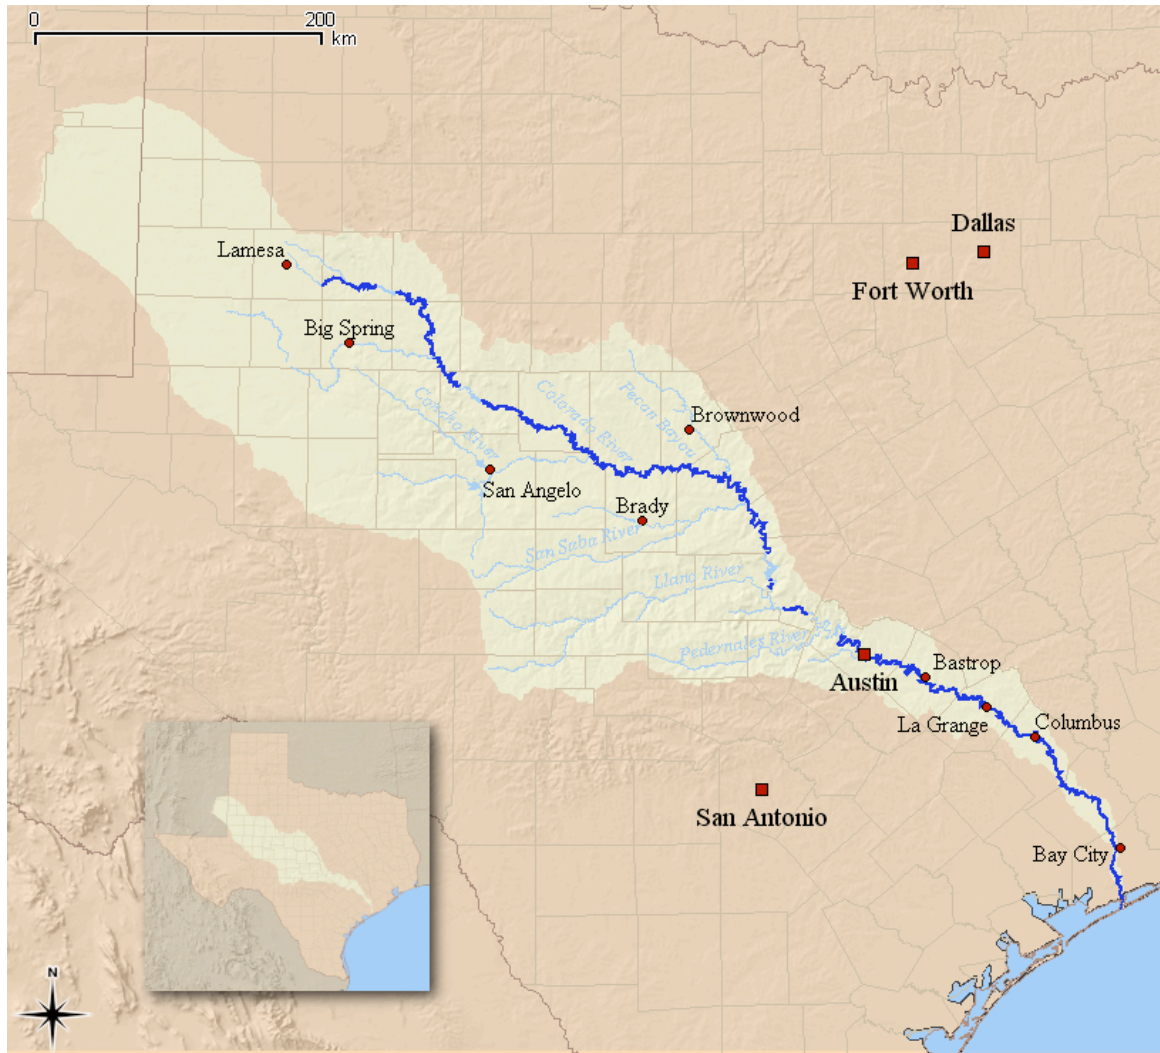 0
200
km
Dallas
Fort Worth
Lamesa
Big Spring
Concho River
Colorado River
Pecan Bayou
Brownwood
San Angelo
Brady
San Saba River
Llano River
Pedernales River
Austin
Bastrop
La Grange
Columbus
San Antonio
Bay City
N